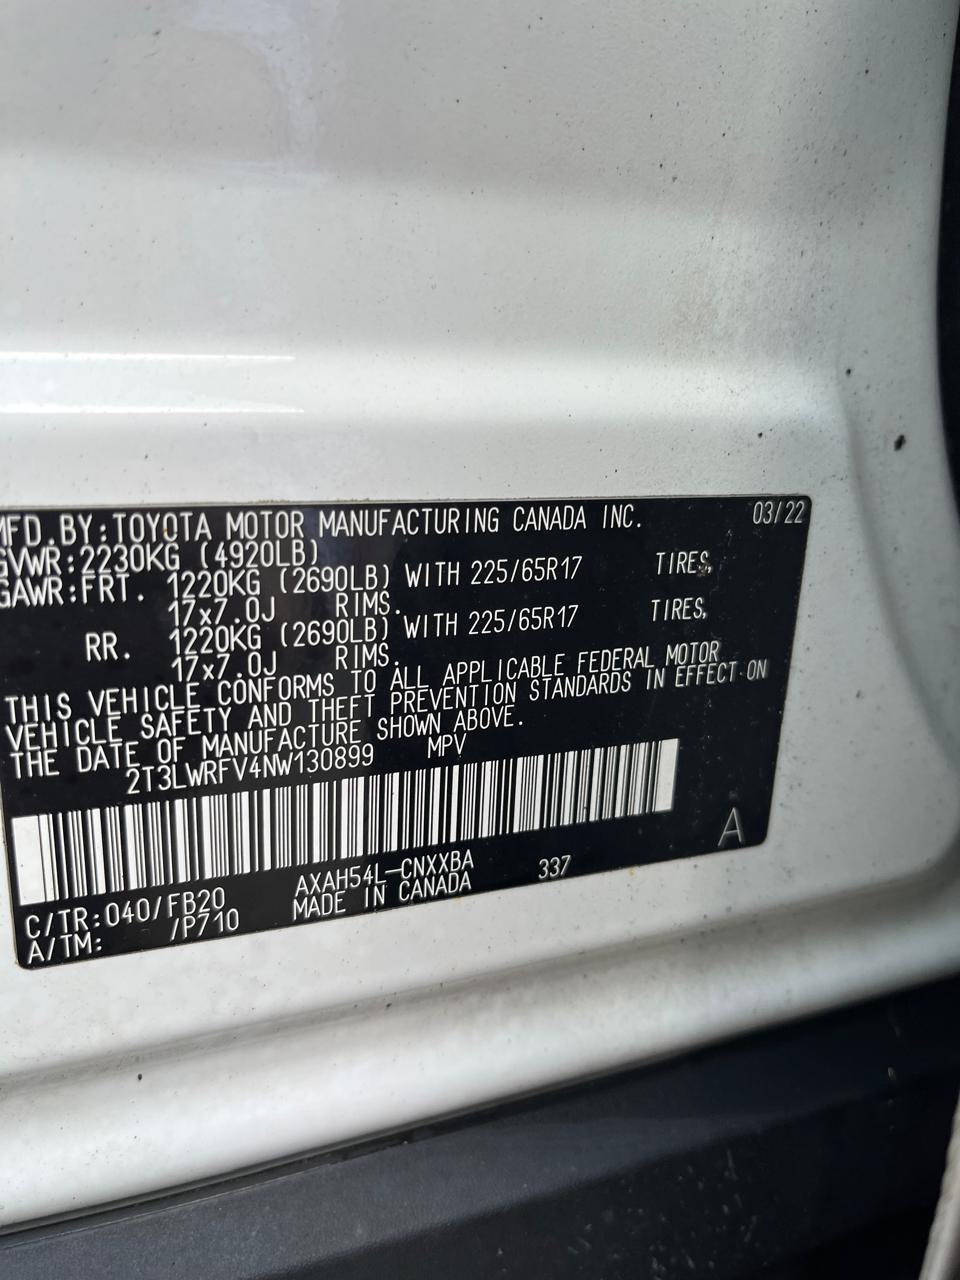 MFD.BY:TOYOTA MOTOR MANUFACTURING CANADA INC. 03/22
GVWR:2230KG (4920LB)
GAWR:FRT. 1220KG (2690LB) WITH 225/65R17 TIRES,
17x7.0J RIMS.
RR. 1220KG (2690LB) WITH 225/65R17 TIRES,
17x7.0J RIMS.
THIS VEHICLE CONFORMS TO ALL APPLICABLE FEDERAL MOTOR
VEHICLE SAFETY AND THEFT PREVENTION STANDARDS IN EFFECT ON
THE DATE OF MANUFACTURE SHOWN ABOVE.
2T3LWRFV4NW130899 MPV
A
C/TR:040/FB20 AXAH54L-CNXXBA 337
A/TM: /P710 MADE IN CANADA